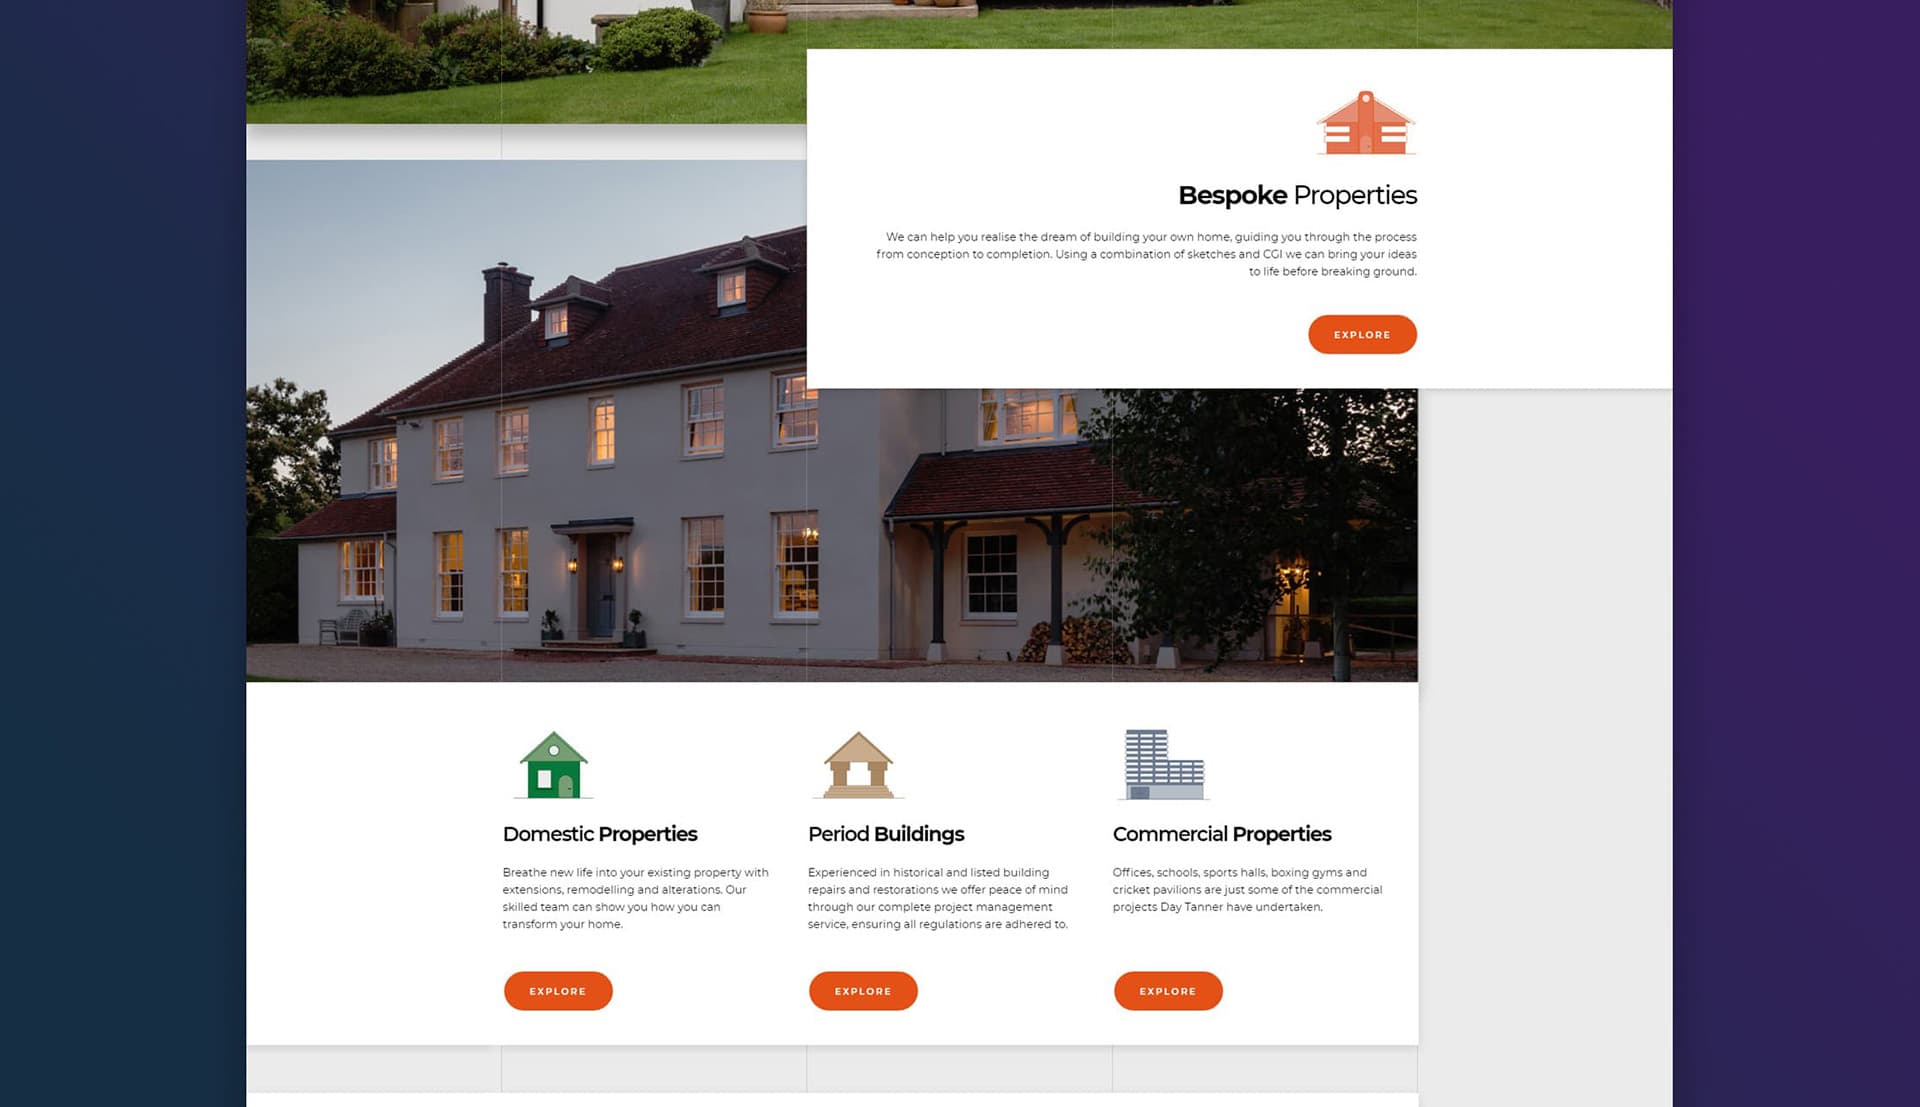 Bespoke Properties
We can help you realise the dream of building your own home, guiding you through the process
from conception to completion. Using a combination of sketches and CGI we can bring your ideas
to life before breaking ground.
EXPLORE
Domestic Properties
Breathe new life into your existing property with
extensions, remodelling and alterations. Our
skilled team can show you how you can
transform your home.
EXPLORE
Period Buildings
Experienced in historical and listed building
repairs and restorations we offer peace of mind
through our complete project management
service, ensuring all regulations are adhered to.
EXPLORE
Commercial Properties
Offices, schools, sports halls, boxing gyms and
cricket pavilions are just some of the commercial
projects Day Tanner have undertaken.
EXPLORE